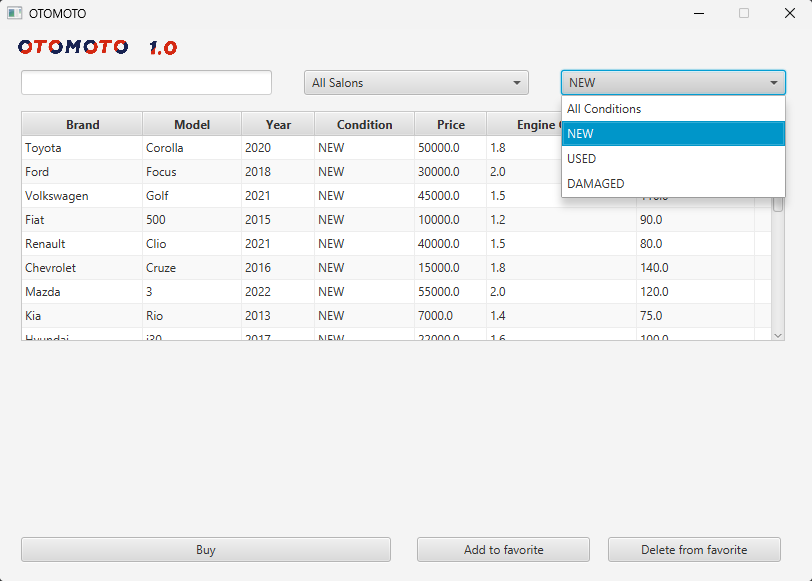 OTOMOTO
OTOMOTO 1.0
All Salons
NEW
All Conditions
NEW
USED
DAMAGED
Brand Model Year Condition Price Engine
Toyota Corolla 2020 NEW 50000.0 1.8
Ford Focus 2018 NEW 30000.0 2.0
Volkswagen Golf 2021 NEW 45000.0 1.5 110.0
Fiat 500 2015 NEW 10000.0 1.2 90.0
Renault Clio 2021 NEW 40000.0 1.5 80.0
Chevrolet Cruze 2016 NEW 15000.0 1.8 140.0
Mazda 3 2022 NEW 55000.0 2.0 120.0
Kia Rio 2013 NEW 7000.0 1.4 75.0
Hyundai i30 2017 NEW 22000.0 1.6 100.0
Buy
Add to favorite
Delete from favorite